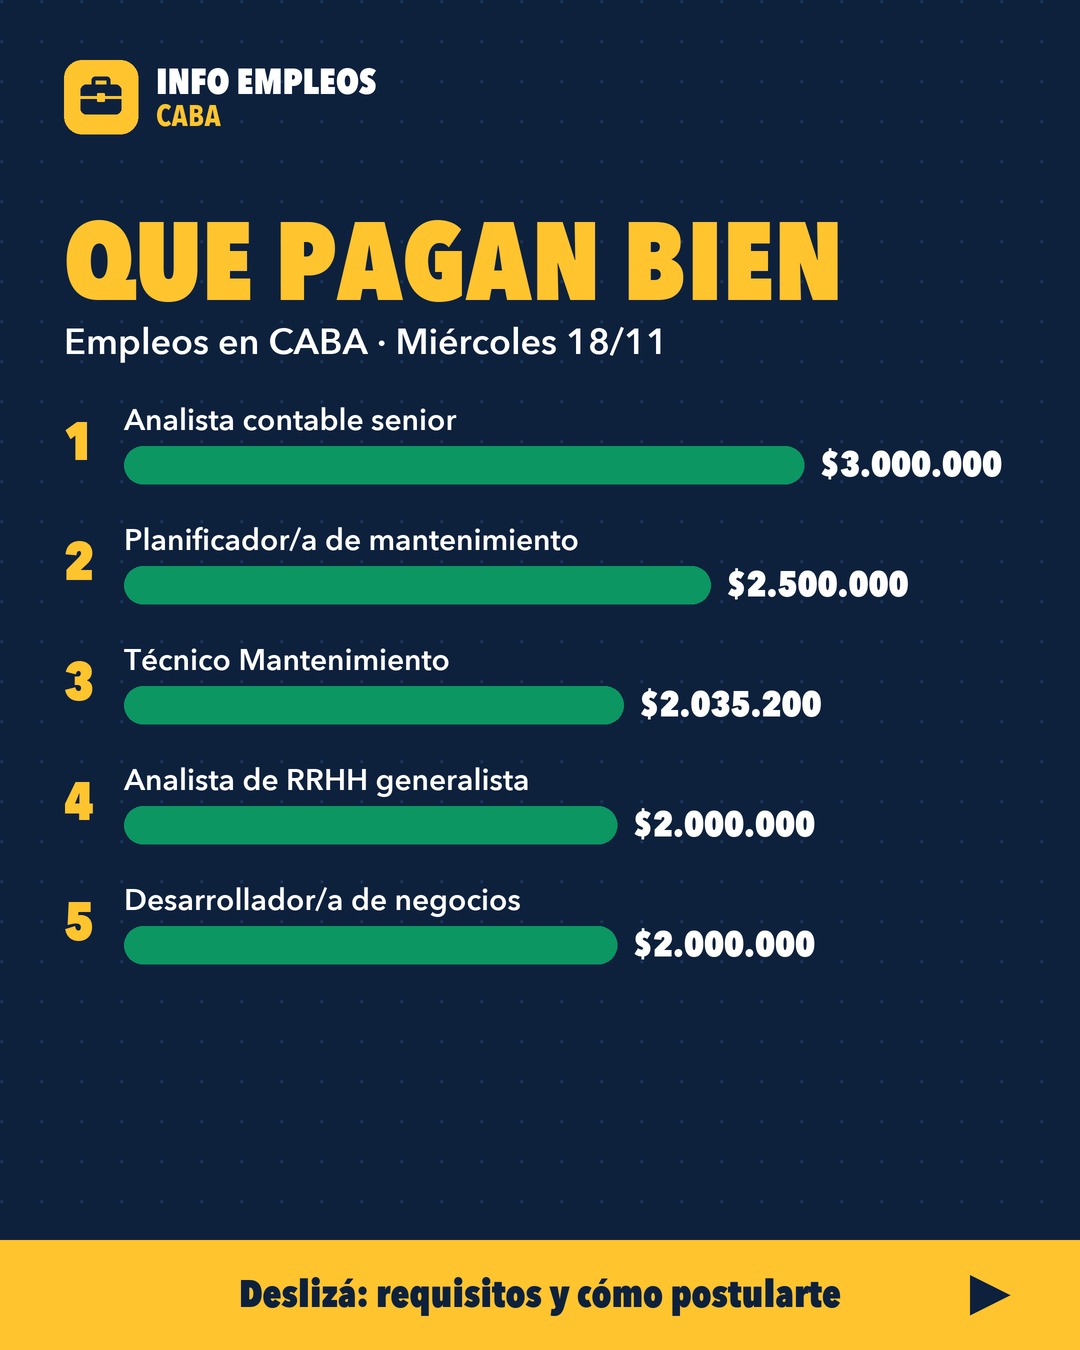 INFO EMPLEOS
CABA
QUE PAGAN BIEN
Empleos en CABA · Miércoles 18/11
1
Analista contable senior
$3.000.000
2
Planificador/a de mantenimiento
$2.500.000
3
Técnico Mantenimiento
$2.035.200
4
Analista de RRHH generalista
$2.000.000
5
Desarrollador/a de negocios
$2.000.000
Deslizá: requisitos y cómo postularte